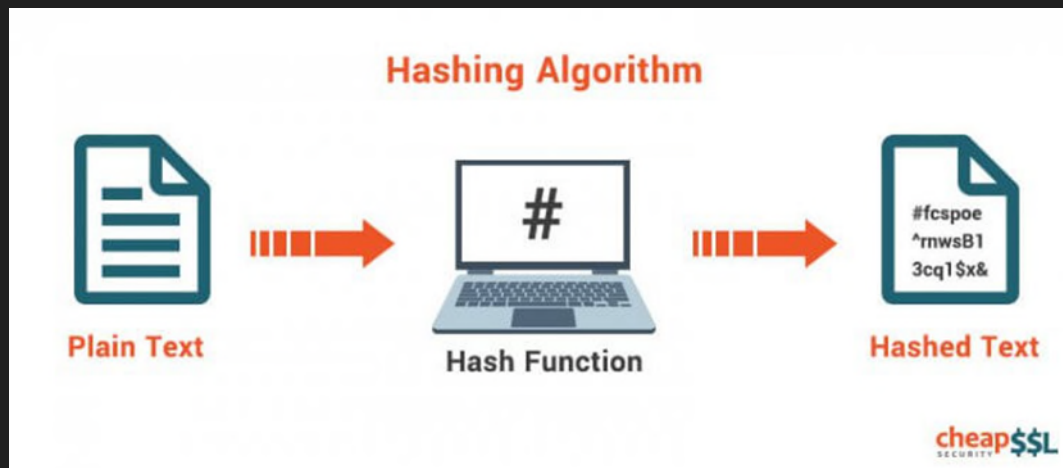 Hashing Algorithm
#
#fcspoe
^rnwsB1
3cq1$x&
Plain Text
Hash Function
Hashed Text
cheap$$L
SECURITY